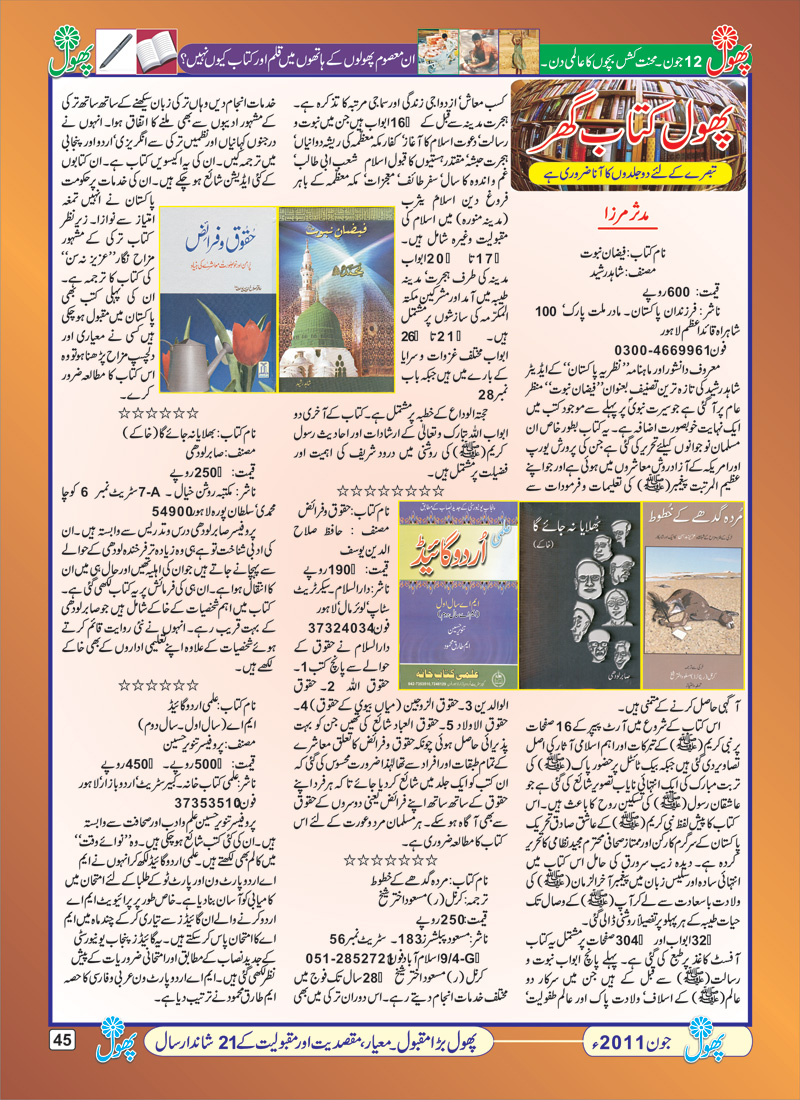 پھول
12 جون۔ محنت کش بچوں کا عالمی دن۔
ان معصوم پھولوں کے ہاتھوں میں قلم اور کتاب کیوں نہیں؟
پھول
پھول کتاب گھر
تبصرے کے لئے دو جلدوں کا آنا ضروری ہے
مدثر مرزا
نام کتاب: فیضان نبوت
مصنف: شاہد رشید
قیمت: 600 روپے
ناشر: فرزندان پاکستان۔ مادر ملت پارک' 100
شاہراہ قائداعظم لاہور
فون 0300-4669961
معروف دانشور اور ماہنامہ ''نظریہ پاکستان'' کے ایڈیٹر
شاہد رشید کی تازہ ترین تصنیف بعنوان ''فیضان نبوت'' منظر
عام پر آ گئی ہے جو سیرت نبویؐ پر پہلے سے موجود کتب میں
ایک نہایت خوبصورت اضافہ ہے۔ یہ کتاب بطور خاص ان
مسلمان نوجوانوں کیلئے تحریر کی گئی ہے جن کی پرورش یورپ
اور امریکہ کے آزاد روش معاشروں میں ہوئی ہے اور جو اپنے
عظیم المرتبت پیغمبر(ﷺ) کی تعلیمات و فرمودات سے
آگہی حاصل کرنے کے متمنی ہیں۔
اس کتاب کے شروع میں آرٹ پیپر کے 16 صفحات
پر نبی کریم(ﷺ) کے تبرکات اور اہم اسلامی آثار کی اصل
تصاویر دی گئی ہیں جبکہ بیک ٹائٹل پر حضور پاک(ﷺ) کی
تربت مبارک کی ایک انتہائی نایاب تصویر شائع کی گئی ہے جو
عاشقان رسول(ﷺ) کی تسکین روح کا باعث ہیں۔ اس
کتاب کا پیش لفظ نبی کریم(ﷺ) کے عاشق صادق تحریک
پاکستان کے سرگرم کارکن اور ممتاز صحافی محترم مجید نظامی کا تحریر
کردہ ہے۔ دیدہ زیب سرورق کی حامل اس کتاب میں
انتہائی سادہ اور سلیس زبان میں پیغمبر آخر الزمان(ﷺ) کی
ولادت باسعادت سے لے کر آپ(ﷺ) کے وصال تک
حیات طیبہ کے ہر پہلو پر تفصیلاً روشنی ڈالی گئی۔
32 ابواب اور 304 صفحات پر مشتمل یہ کتاب
آفسٹ کاغذ پر طبع کی گئی ہے۔ پہلے پانچ ابواب نبوت و
رسالت(ﷺ) سے قبل کے ہیں جن میں سرکار دو
عالم(ﷺ) کے اسلاف' ولادت پاک اور عالم طفولیت'
کسب معاش' ازدواجی زندگی اور سماجی مرتبہ کا تذکرہ ہے۔
ہجرت مدینہ سے قبل کے 16 ابواب ہیں جن میں نبوت و
رسالت' دعوت اسلام کا آغاز' کفار مکہ معظمہ کی ریشہ دوانیاں'
ہجرت حبشہ' مقتدر ہستیوں کا قبول اسلام' شعب ابی طالب'
غم و اندوہ کا سال' سفر طائف' معجزات' مکہ معظمہ کے باہر
فروغ دین اسلام یثرب
(مدینہ منورہ) میں اسلام کی
مقبولیت وغیرہ شامل ہیں۔
17 تا 20 ابواب
مدینہ کی طرف ہجرت' مدینہ
طیبہ میں آمد اور مشرکین مکہ
المکرمہ کی سازشوں پر مشتمل
ہیں۔ 21 تا 26
ابواب مختلف غزوات و سرایا
کے بارے میں ہیں جبکہ باب
نمبر 28
حجتہ الوداع کے خطبہ پر مشتمل ہے۔ کتاب کے آخری دو
ابواب اللہ تبارک و تعالیٰ کے ارشادات اور احادیث رسول
کریم(ﷺ) کی روشنی میں درود شریف کی اہمیت اور
فضیلت پر مشتمل ہیں۔
☆☆☆☆☆☆☆☆
نام کتاب: حقوق و فرائض
مصنف: حافظ صلاح
الدین یوسف
قیمت: 190 روپے
ناشر: دارالسلام۔ سیکرٹریٹ
سٹاپ' لوئر مال' لاہور
فون 37324034
دارالسلام نے حقوق کے
حوالے سے پانچ کتب 1۔
حقوق اللہ 2۔ حقوق
الوالدین 3۔ حقوق الزوجین (میاں بیوی کے حقوق) 4۔
حقوق الاولاد 5۔ حقوق العباد شائع کی تھیں جن کو بہت
پذیرائی حاصل ہوئی چونکہ حقوق و فرائض کا تعلق معاشرے
کے تمام طبقات اور افراد سے تھا لہٰذا ضرورت محسوس کی گئی کہ
ان کتب کو ایک جلد میں شائع کر دیا جائے تا کہ ہر فرد اپنے
حقوق کے ساتھ ساتھ اپنے فرائض یعنی دوسروں کے حقوق
سے بھی آگاہ ہو سکے۔ ہر مسلمان مرد و عورت کے لئے اس
کتاب کا مطالعہ ضروری ہے۔
☆☆☆☆☆☆☆
نام کتاب: مردہ گدھے کے خطوط
ترجمہ: کرنل (ر) مسعود اختر شیخ
قیمت: 250 روپے
ناشر: مسعود پبلشرز 183۔ سٹریٹ نمبر 56
G-9/4 اسلام آباد فون 051-2852721
کرنل (ر) مسعود اختر شیخ 28 سال تک فوج میں
مختلف خدمات انجام دیتے رہے۔ اس دوران ترکی میں بھی
خدمات انجام دیں وہاں ترکی زبان سیکھنے کے ساتھ ساتھ ترکی
کے مشہور ادیبوں سے بھی ملنے کا اتفاق ہوا۔ انہوں نے
درجنوں کہانیاں اور نظمیں ترکی سے انگریزی' اردو اور پنجابی
میں ترجمہ کیں۔ ان کی یہ اکیسویں کتاب ہے۔ ان کتابوں
کے کئی ایڈیشن شائع ہو چکے ہیں۔ ان کی خدمات پر حکومت
پاکستان نے انہیں تمغہ
امتیاز سے نوازا۔ زیر نظر
کتاب ترکی کے مشہور
مزاح نگار ''عزیز نہ سن''
کی کتاب کا ترجمہ ہے۔
ان کی پہلی کتب بھی
پاکستان میں مقبول ہو چکی
ہیں کسی نے معیاری اور
دلچسپ مزاح پڑھنا ہو تو وہ
اس کتاب کا مطالعہ ضرور
کرے۔
☆☆☆☆☆☆
نام کتاب: بھلایا نہ جائے گا (خاکے)
مصنف: صابر لودھی
قیمت: 250 روپے
ناشر: مکتبہ روشن خیال۔ A-7 سٹریٹ نمبر 6 کوچا
محمدی' سلطان پورہ لاہور 54900
پروفیسر صابر لودھی درس و تدریس سے وابستہ ہیں۔ ان
کی ادبی شناخت تو ہے ہی وہ زیادہ تر فرخندہ لودھی کے حوالے
سے پہچانے جاتے ہیں جو ان کی اہلیہ تھیں اور حال ہی میں ان
کا انتقال ہوا ہے۔ ان ہی کی فرمائش پر یہ کتاب لکھی گئی ہے۔
کتاب میں اہم شخصیات کے خاکے شامل ہیں جو صابر لودھی
کے بہت قریب رہے۔ انہوں نے نئی روایت قائم کرتے
ہوئے شخصیات کے علاوہ اپنے تعلیمی اداروں کے بھی خاکے
لکھے ہیں۔
☆☆☆☆☆☆
نام کتاب: علمی اردو گائیڈ
ایم اے (سال اول۔ سال دوم)
مصنف: پروفیسر تنویر حسین
قیمت: 500 روپے۔ 450 روپے
ناشر: علمی کتاب خانہ۔ کبیر سٹریٹ' اردو بازار' لاہور
فون 37353510
پروفیسر تنویر حسین علم و ادب اور صحافت سے وابستہ
ہیں۔ ان کی کئی کتب شائع ہو چکی ہیں۔ وہ ''نوائے وقت''
میں کالم بھی لکھتے ہیں۔ علمی اردو گائیڈ لکھ کر انہوں نے ایم
اے اردو پارٹ ون اور پارٹ ٹو کے طلبا کے لئے امتحان میں
کامیابی کو آسان بنا دیا ہے۔ خاص طور پر پرائیویٹ ایم اے
اردو کرنے والے ان گائیڈز سے تیاری کر کے چند ماہ میں ایم
اے کا امتحان پاس کر سکتے ہیں۔ یہ گائیڈز پنجاب یونیورسٹی
کے جدید نصاب کے مطابق اور امتحانی ضروریات کے پیش
نظر لکھی گئی ہیں۔ ایم اے اردو پارٹ ون عربی و فارسی کا حصہ
ایم طارق محمود نے ترتیب دیا ہے۔
فیضان نبوت
شاہد رشید
حقوق و فرائض
مردہ گدھے کے خطوط
بھلایا نہ جائے گا
(خاکے)
صابر لودھی
علمی
اردو گائیڈ
ایم اے سال اول
تنویر حسین
ایم طارق محمود
علمی کتاب خانہ
پھول
جون 2011ء
پھول بڑا مقبول۔ معیار، مقصدیت اور مقبولیت کے 21 شاندار سال
پھول
45